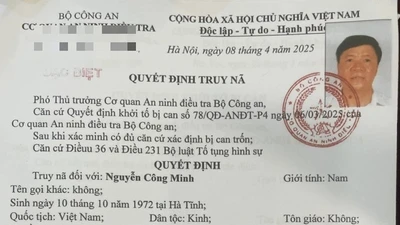 BỘ CÔNG AN
CỘNG HÒA XÃ HỘI CHỦ NGHĨA VIỆT NAM
CƠ QUAN AN NINH ĐIỀU TRA
Độc lập - Tự do - Hạnh phúc
Hà Nội, ngày 08 tháng 4 năm 2025
QUYẾT ĐỊNH TRUY NÃ
Phó Thủ trưởng Cơ quan An ninh điều tra Bộ Công an,
Căn cứ Quyết định khởi tố bị can số 78/QĐ-ANĐT-P4 ngày 06/03/2025 của
Cơ quan An ninh điều tra Bộ Công an;
Sau khi xác minh có đủ căn cứ xác định bị can trốn;
Căn cứ Điều 36 và Điều 231 Bộ luật Tố tụng hình sự
QUYẾT ĐỊNH
Truy nã đối với: Nguyễn Công Minh Giới tính: Nam
Tên gọi khác: không;
Sinh ngày 10 tháng 10 năm 1972 tại Hà Tĩnh;
Quốc tịch: Việt Nam; Dân tộc: Kinh; Tôn giáo: Không;